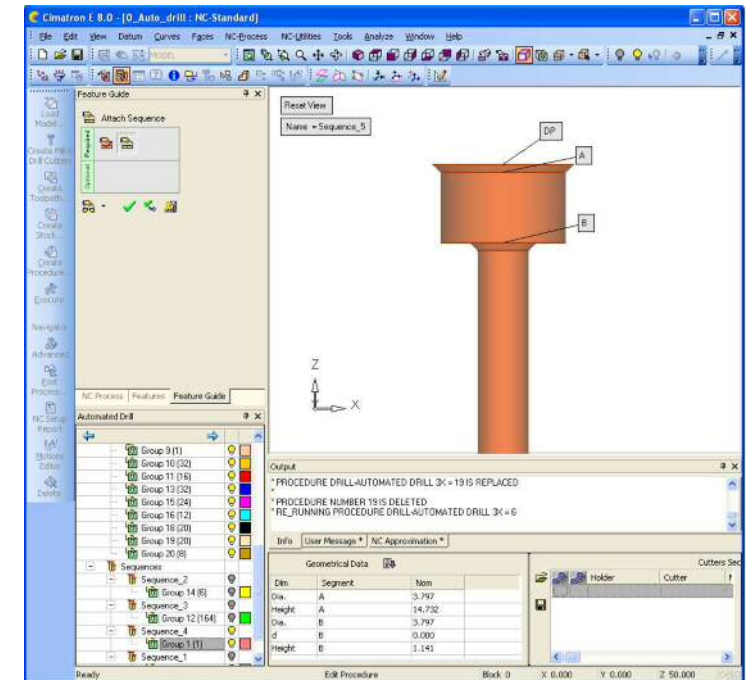 Cimatron E 8.0 - [0_Auto_drill : NC-Standard]
File Edit View Datum Curves Faces NC-Process NC-Utilities Tools Analyze Window Help
MODEL
Feature Guide
Attach Sequence
Required
Optional
Load
Model...
Create
Drill Cutters
Create
Toolpath...
Create
Stock...
Create
Procedure...
Execute
Navigator
Advanced
Exit
Process...
NC Setup
Report
Motions
Editor
Delete
Reset View
Name = Sequence_5
DP
A
B
Z
X
NC Process Features Feature Guide
Automated Drill
Group 9 (1)
Group 10 (32)
Group 11 (16)
Group 13 (32)
Group 15 (24)
Group 16 (12)
Group 18 (20)
Group 19 (20)
Group 20 (8)
Sequences
Sequence_2
Group 14 (6)
Sequence_3
Group 12 (164)
Sequence_4
Group 1 (1)
Sequence_1
Output
* PROCEDURE DRILL-AUTOMATED DRILL 3X = 19 IS REPLACED
*
* PROCEDURE NUMBER 19 IS DELETED
* RE_RUNNING PROCEDURE DRILL-AUTOMATED DRILL 3X = 6
Info User Message * NC Approximation *
Geometrical Data
Dim Segment Nom
Dia. A 3.797
Height A 14.732
Dia. B 3.797
d B 0.000
Height B 1.141
Cutters Sec
Holder Cutter
Ready Edit Procedure Block 0 X 0.000 Y 0.000 Z 50.000